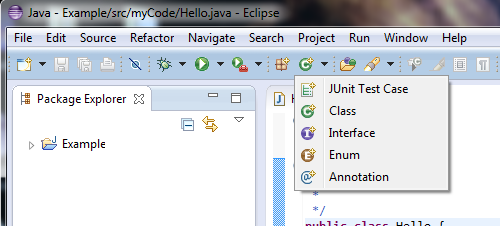 Java - Example/src/myCode/Hello.java - Eclipse
File Edit Source Refactor Navigate Search Project Run Window Help
Package Explorer
Example
JUnit Test Case
Class
Interface
Enum
Annotation
*
*/
public class Hello {